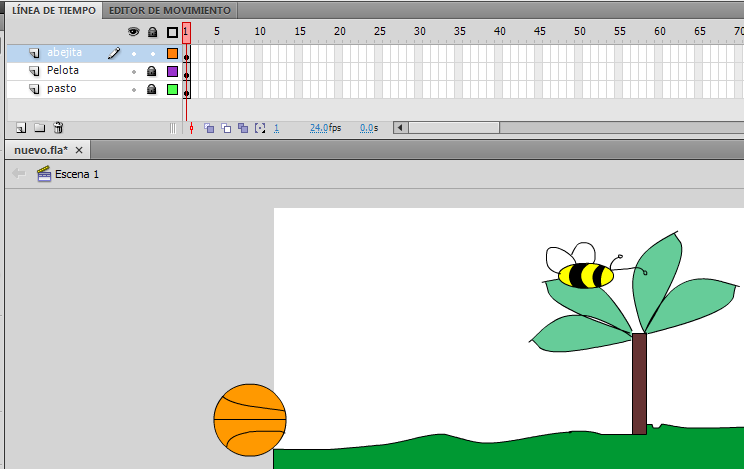 LÍNEA DE TIEMPO EDITOR DE MOVIMIENTO
1 5 10 15 20 25 30 35 40 45 50 55 60 65 70
abejita
Pelota
pasto
1 24.0fps 0.0s
nuevo.fla* ×
Escena 1